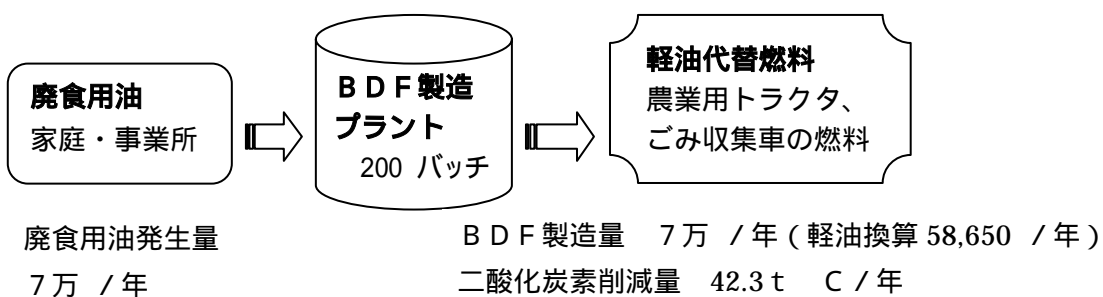 廃食用油
家庭・事業所
BDF製造
プラント
200 バッチ
軽油代替燃料
農業用トラクタ、
ごみ収集車の燃料
廃食用油発生量
7万 /年
BDF製造量 7万 /年(軽油換算 58,650 /年)
二酸化炭素削減量 42.3t C/年